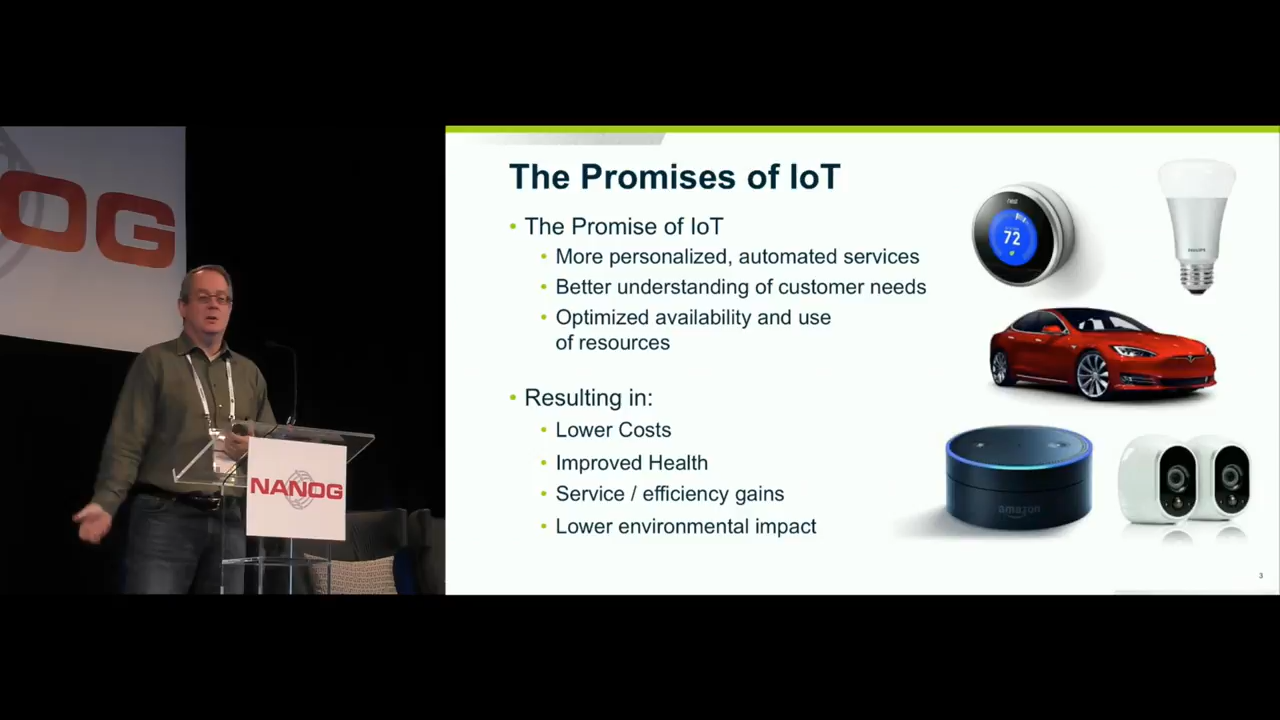 OG
NANOG
The Promises of IoT
• The Promise of IoT
• More personalized, automated services
• Better understanding of customer needs
• Optimized availability and use
of resources
• Resulting in:
• Lower Costs
• Improved Health
• Service / efficiency gains
• Lower environmental impact
nest
72
PHILIPS
amazon
3